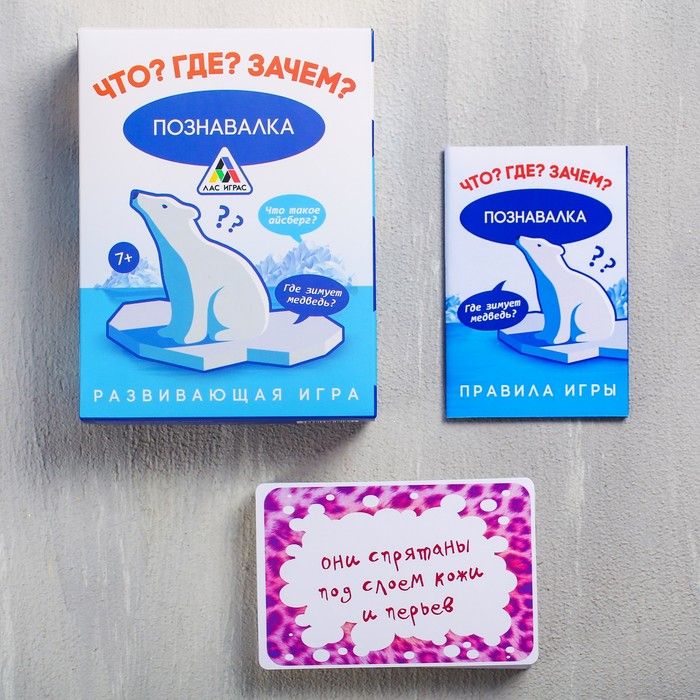 ЧТО? ГДЕ? ЗАЧЕМ?
ПОЗНАВАЛКА
ЛАС ИГРАС
??
Что такое
айсберг?
7+
Где зимует
медведь?
РАЗВИВАЮЩАЯ ИГРА
ЧТО? ГДЕ? ЗАЧЕМ?
ПОЗНАВАЛКА
??
Где зимует
медведь?
ПРАВИЛА ИГРЫ
они спрятаны
под слоем кожи
и перьев